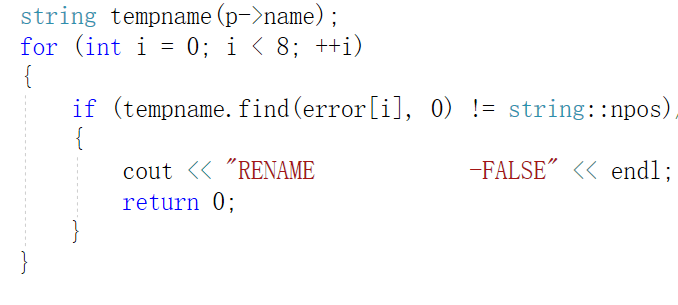 string tempname(p->name);
for (int i = 0; i < 8; ++i)
{
    if (tempname.find(error[i], 0) != string::npos)
    {
        cout << "RENAME          -FALSE" << endl;
        return 0;
    }
}